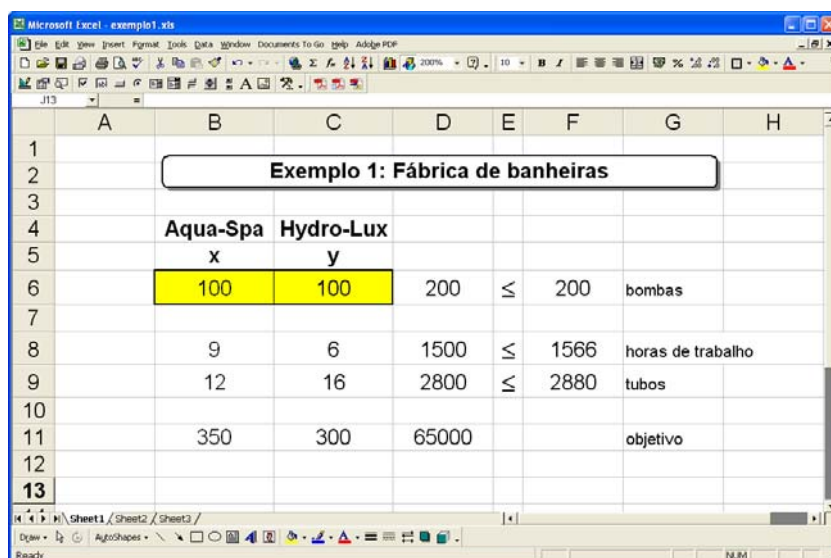 Microsoft Excel - exemplo1.xls
File Edit View Insert Format Tools Data Window Documents To Go Help Adobe PDF
200% 10 B I
J13 =
A B C D E F G H
1
2 Exemplo 1: Fábrica de banheiras
3
4 Aqua-Spa Hydro-Lux
5 x y
6 100 100 200 ≤ 200 bombas
7
8 9 6 1500 ≤ 1566 horas de trabalho
9 12 16 2800 ≤ 2880 tubos
10
11 350 300 65000 objetivo
12
13
Sheet1 Sheet2 Sheet3
Draw AutoShapes
Ready NUM